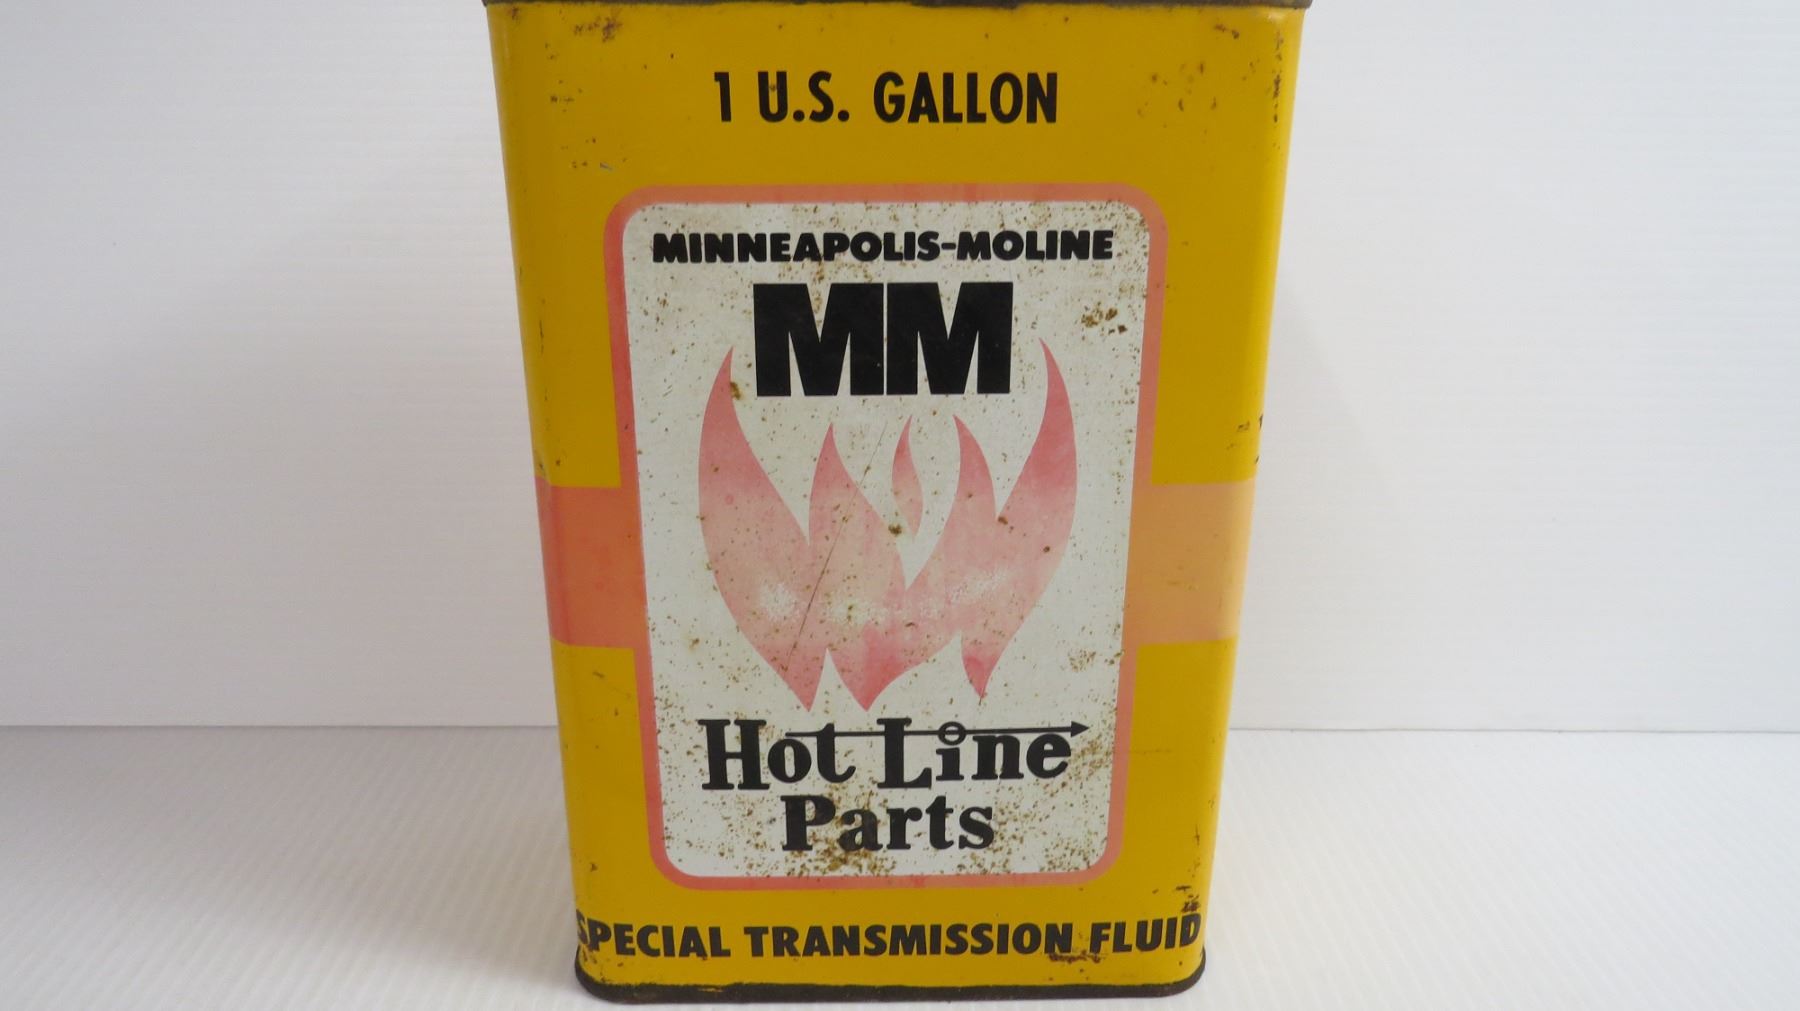 1 U.S. GALLON
MINNEAPOLIS-MOLINE
MM
Hot Line
Parts
SPECIAL TRANSMISSION FLUID